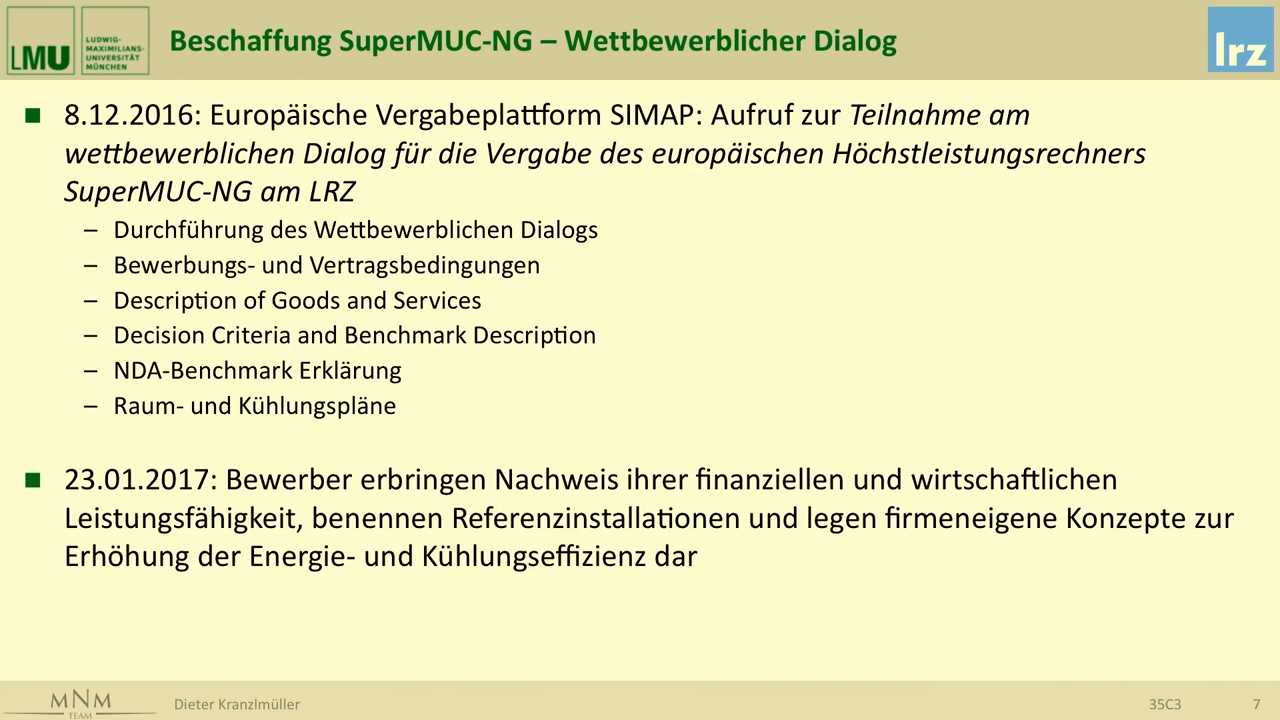 LMU
LUDWIG-
MAXIMILIANS-
UNIVERSITÄT
MÜNCHEN
Beschaffung SuperMUC-NG – Wettbewerblicher Dialog
lrz
8.12.2016: Europäische Vergabeplattform SIMAP: Aufruf zur Teilnahme am
wettbewerblichen Dialog für die Vergabe des europäischen Höchstleistungsrechners
SuperMUC-NG am LRZ
– Durchführung des Wettbewerblichen Dialogs
– Bewerbungs- und Vertragsbedingungen
– Description of Goods and Services
– Decision Criteria and Benchmark Description
– NDA-Benchmark Erklärung
– Raum- und Kühlungspläne
23.01.2017: Bewerber erbringen Nachweis ihrer finanziellen und wirtschaftlichen
Leistungsfähigkeit, benennen Referenzinstallationen und legen firmeneigene Konzepte zur
Erhöhung der Energie- und Kühlungseffizienz dar
MNM
TEAM
Dieter Kranzlmüller
35C3
7